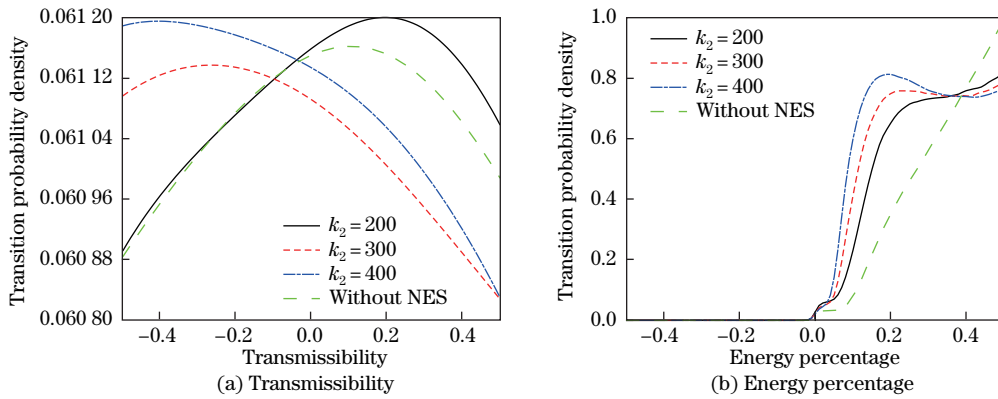 0.061 20
0.061 12
0.061 04
0.060 96
0.060 88
0.060 80
Transition probability density
k₂ = 200
k₂ = 300
k₂ = 400
Without NES
−0.4
−0.2
0.0
0.2
0.4
Transmissibility
(a) Transmissibility
1.0
0.8
0.6
0.4
0.2
0.0
Transition probability density
k₂ = 200
k₂ = 300
k₂ = 400
Without NES
−0.4
−0.2
0.0
0.2
0.4
Energy percentage
(b) Energy percentage